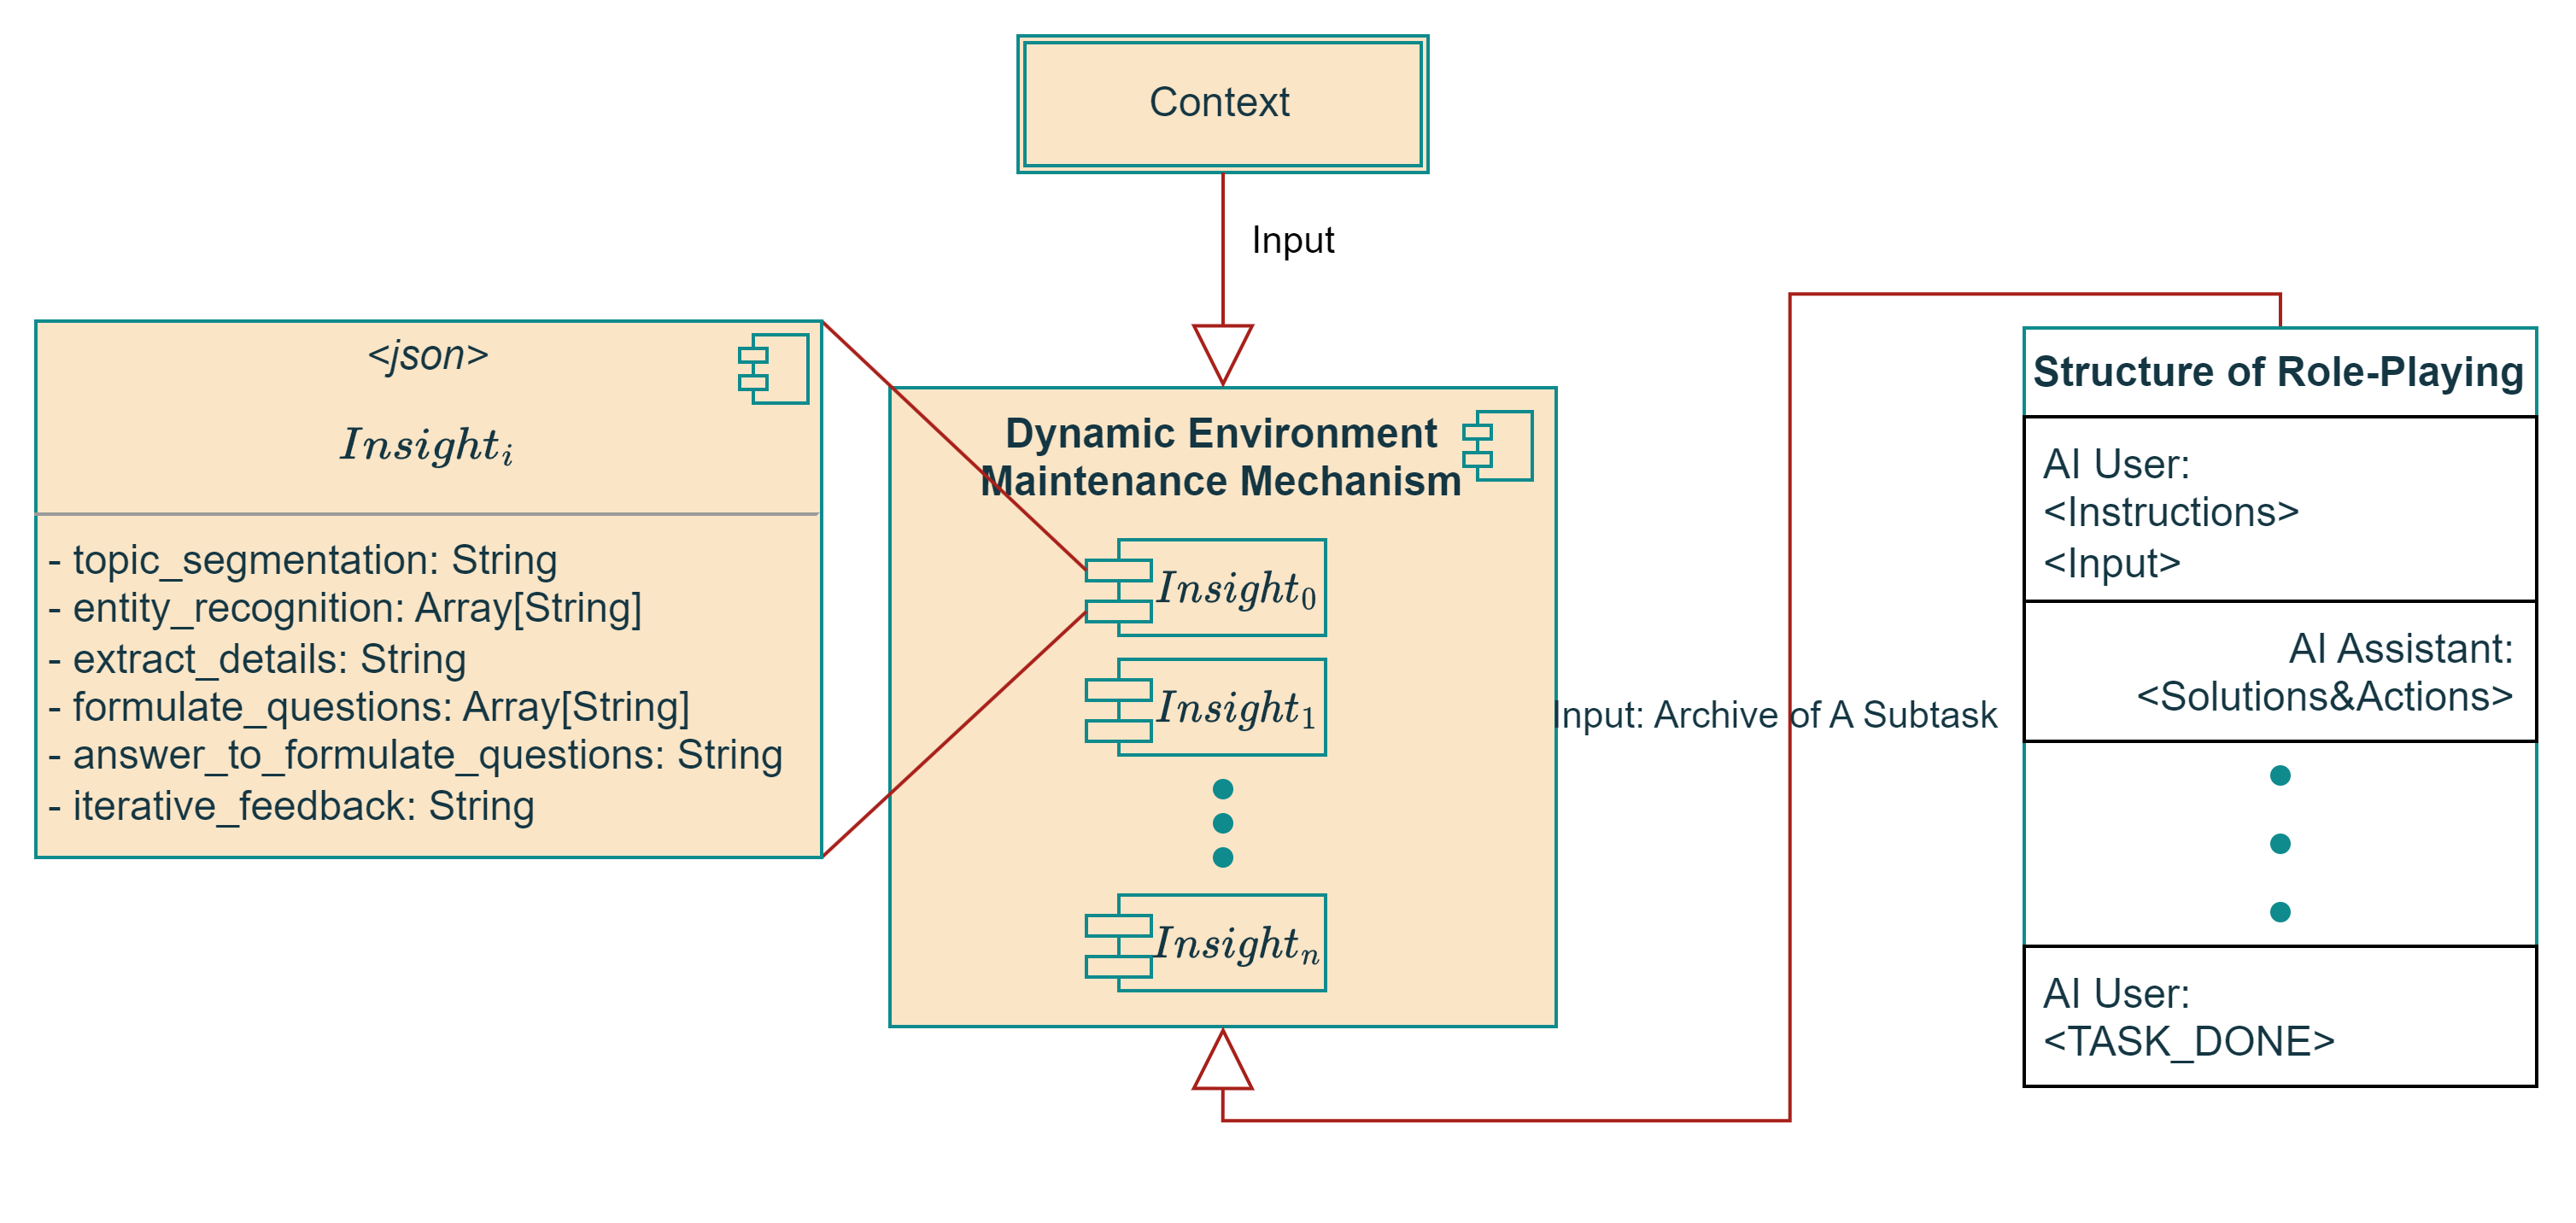 Context
Input
<json>
Insight_i
- topic_segmentation: String
- entity_recognition: Array[String]
- extract_details: String
- formulate_questions: Array[String]
- answer_to_formulate_questions: String
- iterative_feedback: String
Dynamic Environment
Maintenance Mechanism
Insight_0
Insight_1
Insight_n
Input: Archive of A Subtask
Structure of Role-Playing
AI User:
<Instructions>
<Input>
AI Assistant:
<Solutions&Actions>
AI User:
<TASK_DONE>